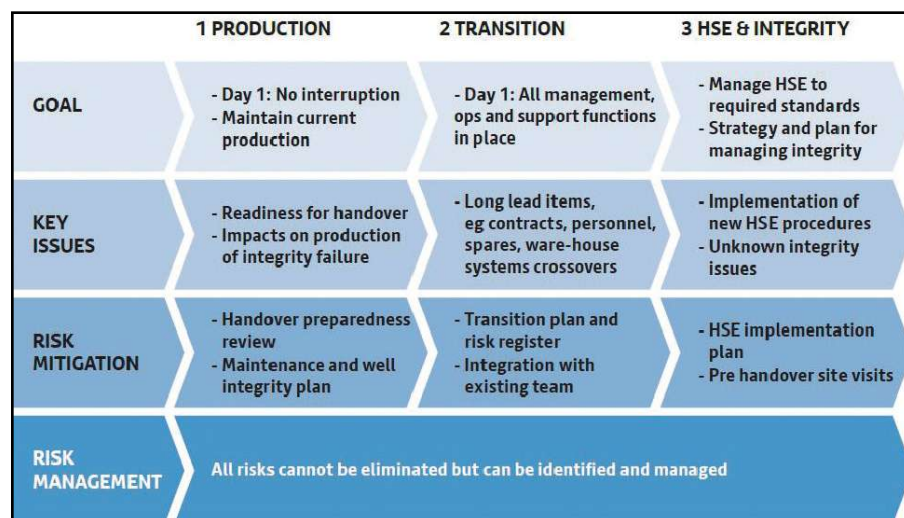 1 PRODUCTION
2 TRANSITION
3 HSE & INTEGRITY
GOAL
- Day 1: No interruption
- Maintain current
production
- Day 1: All management,
ops and support functions
in place
- Manage HSE to
required standards
- Strategy and plan for
managing integrity
KEY
ISSUES
- Readiness for handover
- Impacts on production
of integrity failure
- Long lead items,
eg contracts, personnel,
spares, ware-house
systems crossovers
- Implementation of
new HSE procedures
- Unknown integrity
issues
RISK
MITIGATION
- Handover preparedness
review
- Maintenance and well
integrity plan
- Transition plan and
risk register
- Integration with
existing team
- HSE implementation
plan
- Pre handover site visits
RISK
MANAGEMENT
All risks cannot be eliminated but can be identified and managed